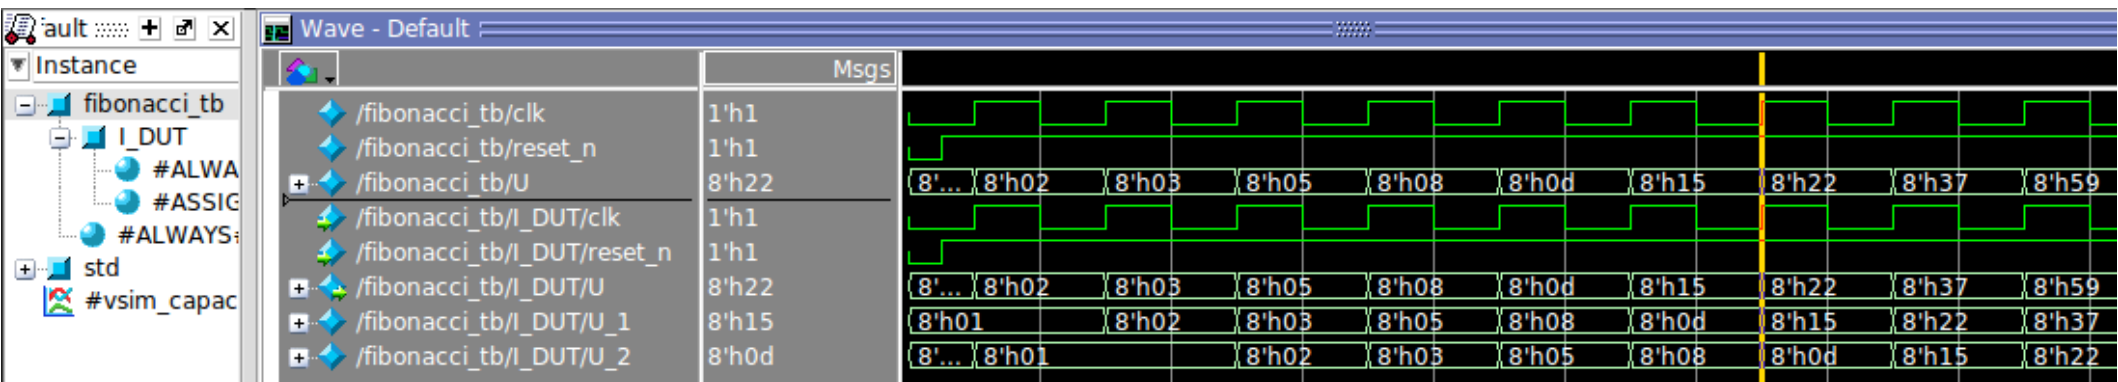 ault
Wave - Default
Instance
Msgs
fibonacci_tb
I_DUT
#ALWA
#ASSIG
#ALWAYS
std
#vsim_capac
/fibonacci_tb/clk 1'h1
/fibonacci_tb/reset_n 1'h1
/fibonacci_tb/U 8'h22 8'... 8'h02 8'h03 8'h05 8'h08 8'h0d 8'h15 8'h22 8'h37 8'h59
/fibonacci_tb/I_DUT/clk 1'h1
/fibonacci_tb/I_DUT/reset_n 1'h1
/fibonacci_tb/I_DUT/U 8'h22 8'... 8'h02 8'h03 8'h05 8'h08 8'h0d 8'h15 8'h22 8'h37 8'h59
/fibonacci_tb/I_DUT/U_1 8'h15 8'h01 8'h02 8'h03 8'h05 8'h08 8'h0d 8'h15 8'h22 8'h37
/fibonacci_tb/I_DUT/U_2 8'h0d 8'... 8'h01 8'h02 8'h03 8'h05 8'h08 8'h0d 8'h15 8'h22